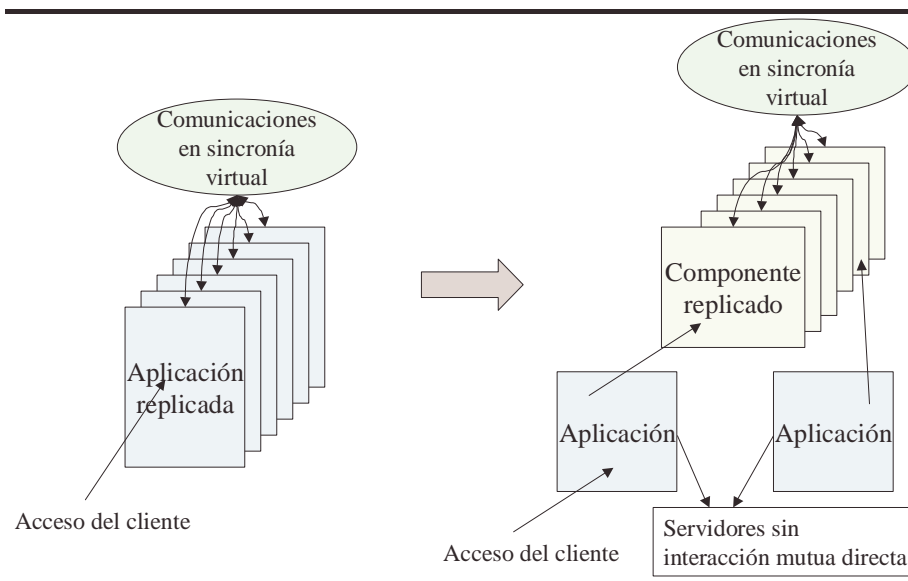 Comunicaciones
en sincronía
virtual
Aplicación
replicada
Acceso del cliente
Comunicaciones
en sincronía
virtual
Componente
replicado
Aplicación
Aplicación
Acceso del cliente
Servidores sin
interacción mutua directa